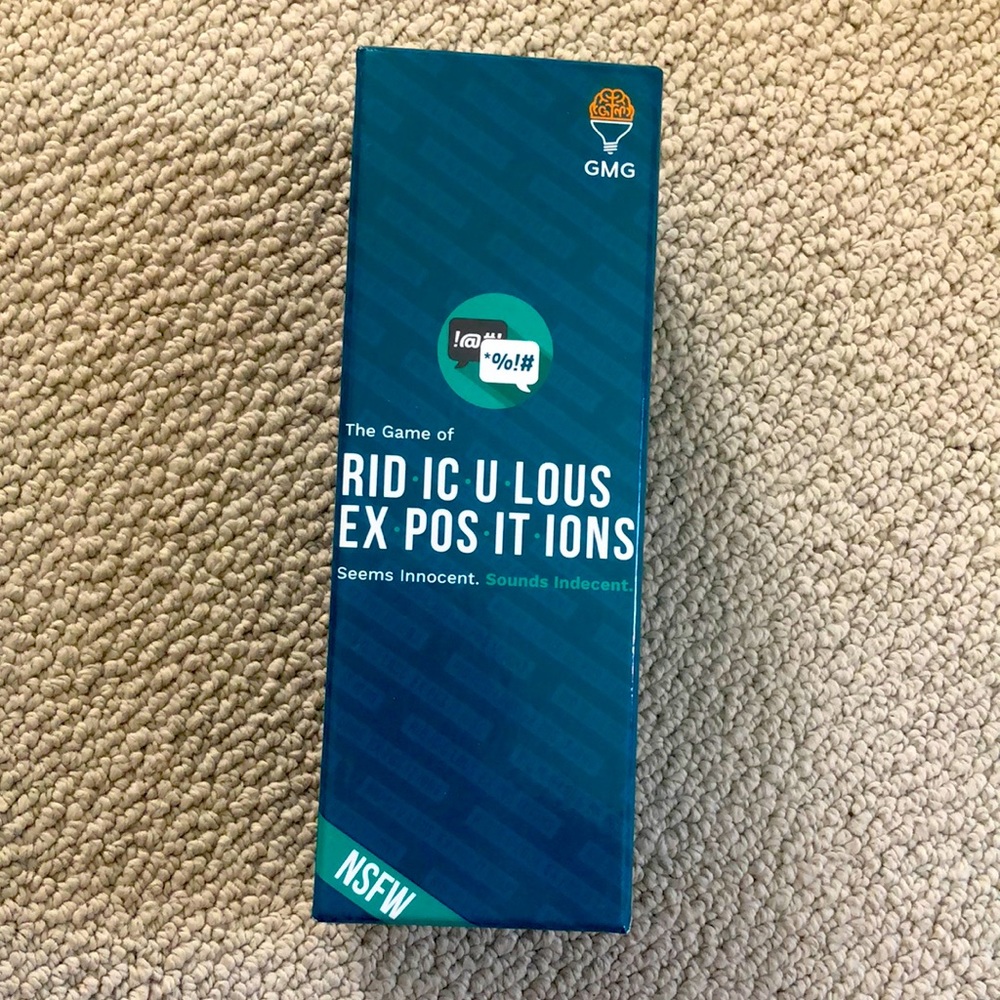 GMG
!@#!
*%!#
The Game of
RID·IC·U·LOUS
EX·POS·IT·IONS
Seems Innocent. Sounds Indecent.
NSFW